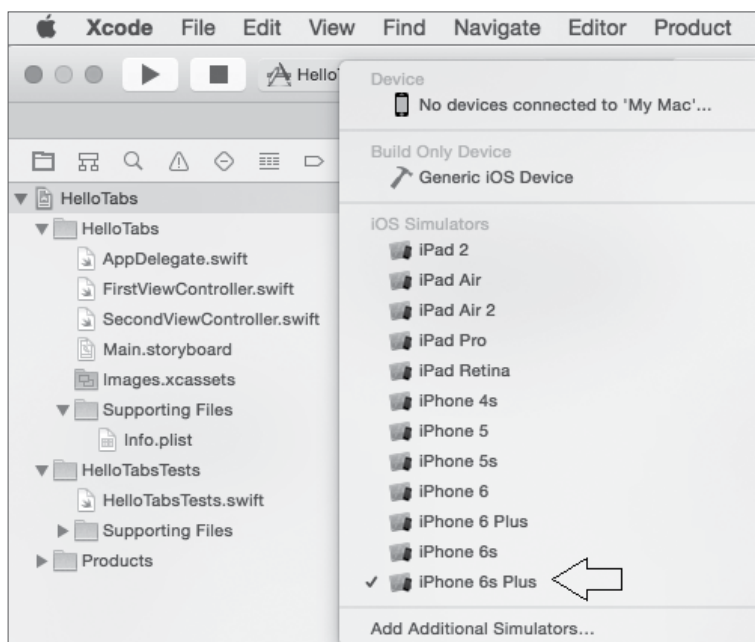 Xcode File Edit View Find Navigate Editor Product
Hello
Device
No devices connected to 'My Mac'...
Build Only Device
Generic iOS Device
iOS Simulators
iPad 2
iPad Air
iPad Air 2
iPad Pro
iPad Retina
iPhone 4s
iPhone 5
iPhone 5s
iPhone 6
iPhone 6 Plus
iPhone 6s
iPhone 6s Plus
Add Additional Simulators...
HelloTabs
HelloTabs
AppDelegate.swift
FirstViewController.swift
SecondViewController.swift
Main.storyboard
Images.xcassets
Supporting Files
Info.plist
HelloTabsTests
HelloTabsTests.swift
Supporting Files
Products